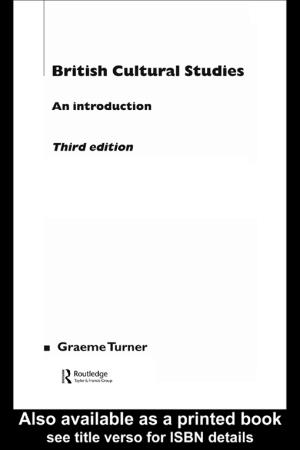 British Cultural Studies
An introduction
Third edition
Graeme Turner
Routledge
Taylor & Francis Group
Also available as a printed book
see title verso for ISBN details